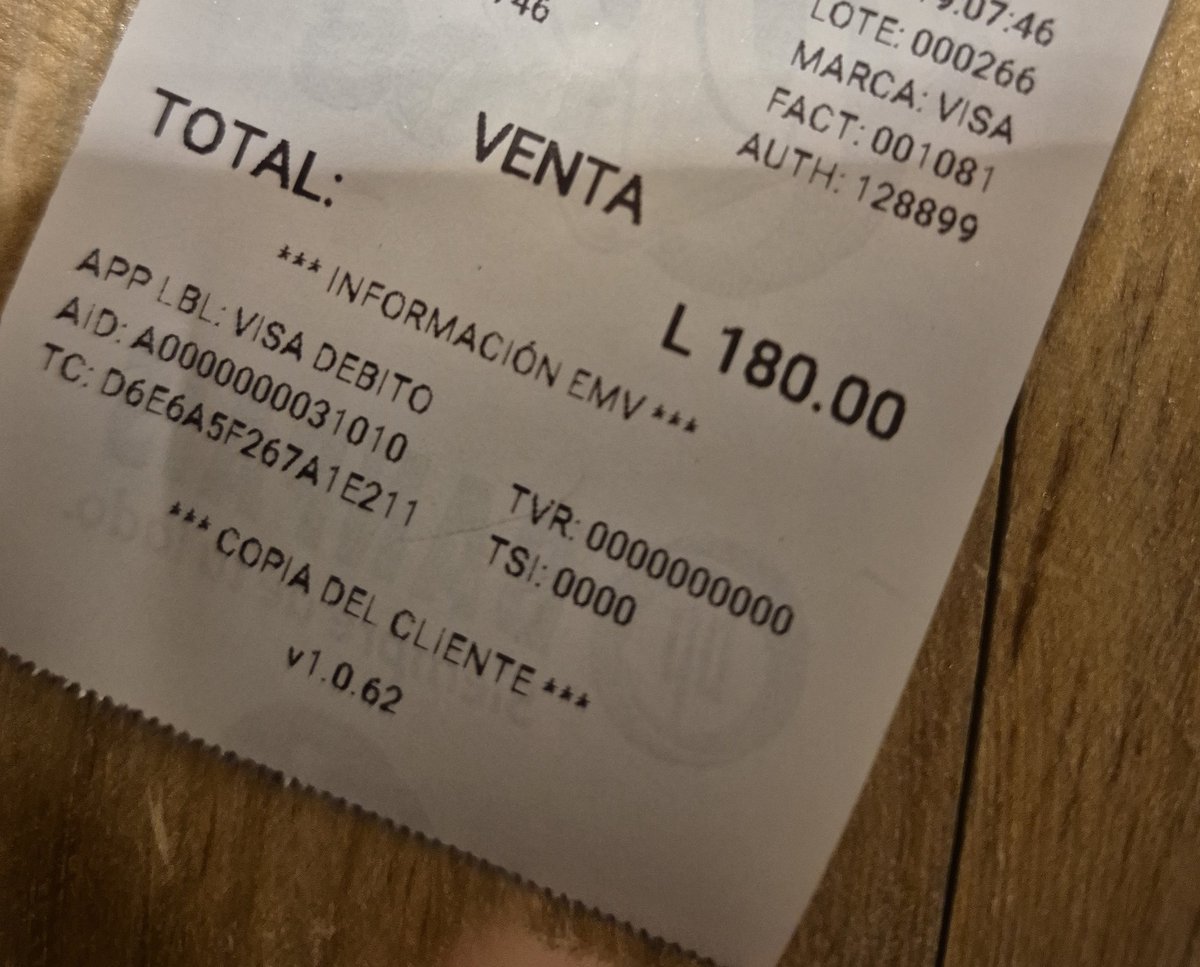 LOTE: 000266
MARCA: VISA
FACT: 001081
AUTH: 128899
VENTA
TOTAL: L 180.00
*** INFORMACIÓN EMV ***
APP LBL: VISA DEBITO
AID: A0000000031010
TC: D6E6A5F267A1E211
TVR: 0000000000
TSI: 0000
*** COPIA DEL CLIENTE ***
v1.0.62